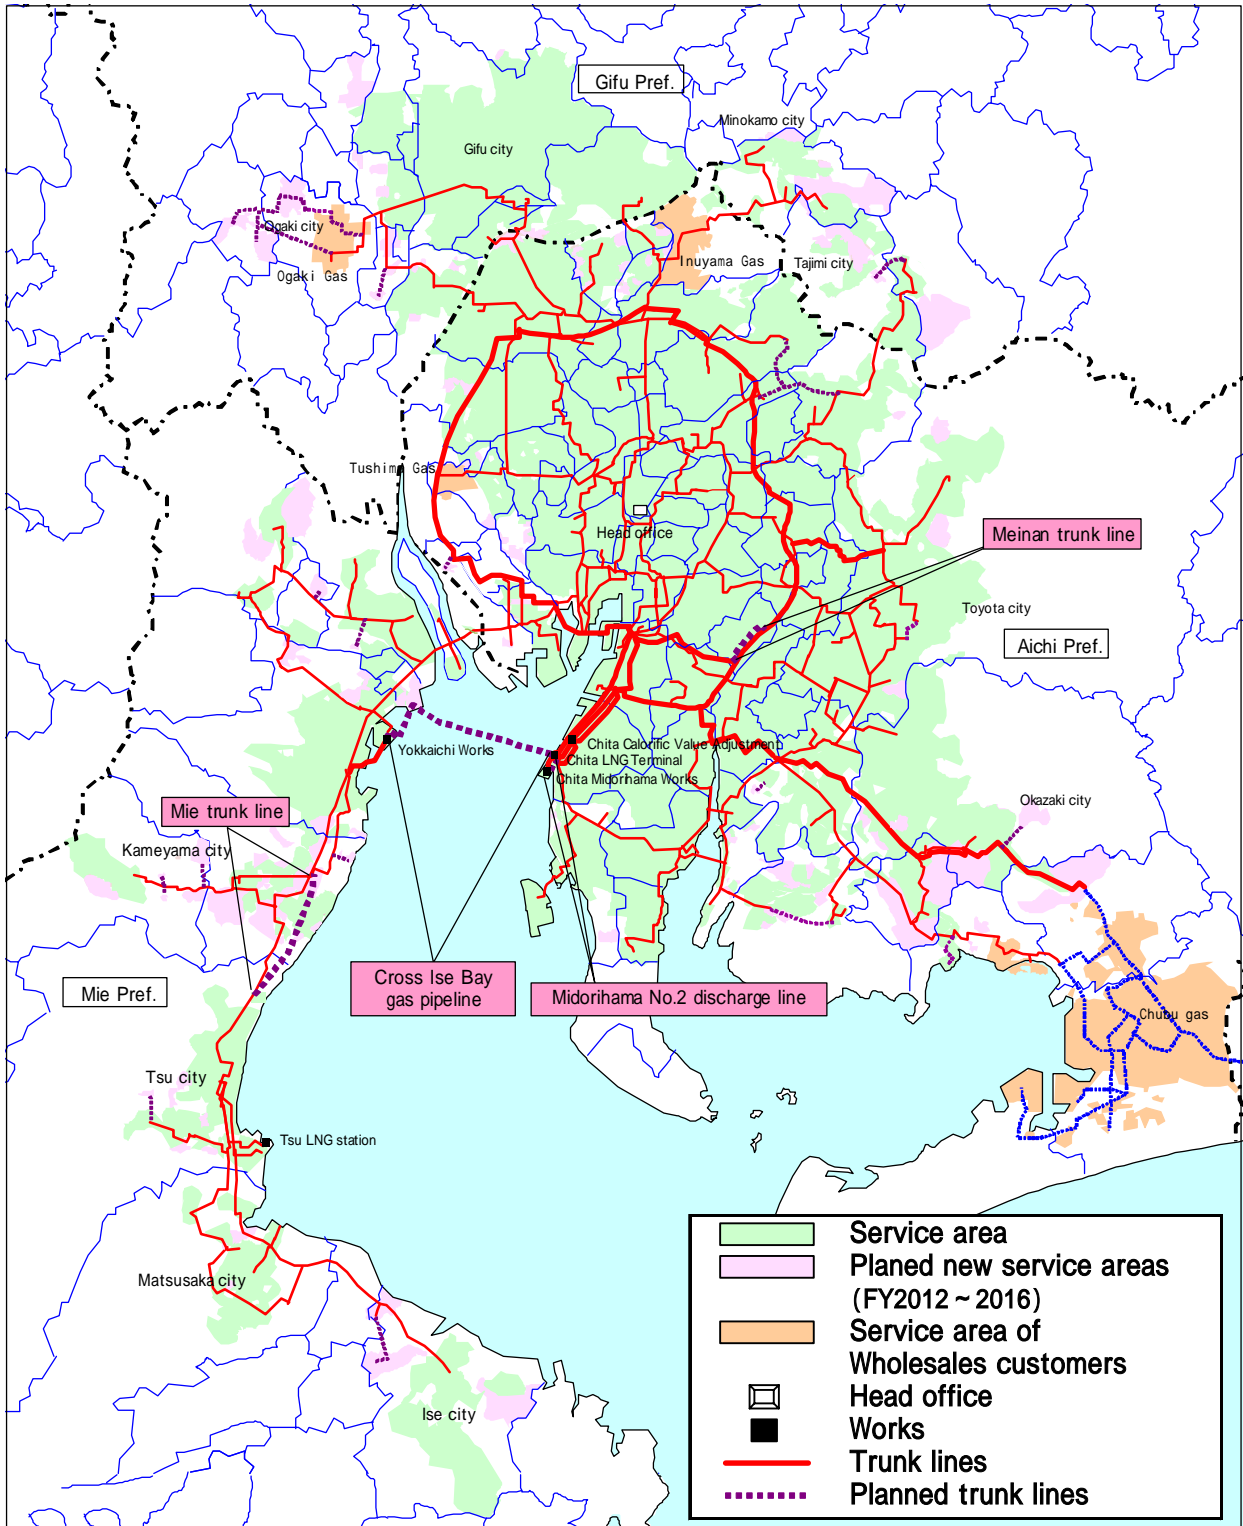 Gifu Pref.
Minokamo city
Gifu city
Ogaki city
Ogaki Gas
Inuyama Gas
Tajimi city
Tushima Gas
Head office
Meinan trunk line
Toyota city
Aichi Pref.
Yokkaichi Works
Chita Calorific Value Adjustment
Chita LNG Terminal
Chita Midorihama Works
Mie trunk line
Okazaki city
Kameyama city
Cross Ise Bay
gas pipeline
Midorihama No.2 discharge line
Mie Pref.
Chubu gas
Tsu city
Tsu LNG station
Matsusaka city
Ise city
Service area
Planed new service areas
(FY2012 ~ 2016)
Service area of
Wholesales customers
Head office
Works
Trunk lines
Planned trunk lines